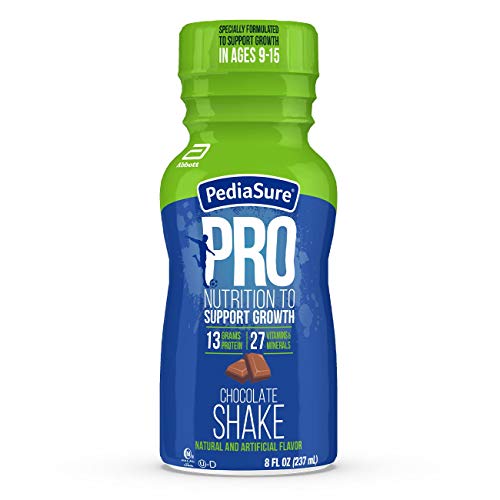 SPECIALLY FORMULATED
TO SUPPORT GROWTH
IN AGES 9-15
Abbott
PediaSure®
PRO
NUTRITION TO
SUPPORT GROWTH
13 GRAMS PROTEIN 27 VITAMINS & MINERALS
CHOCOLATE
SHAKE
NATURAL AND ARTIFICIAL FLAVOR
8 FL OZ (237 mL)
U-D